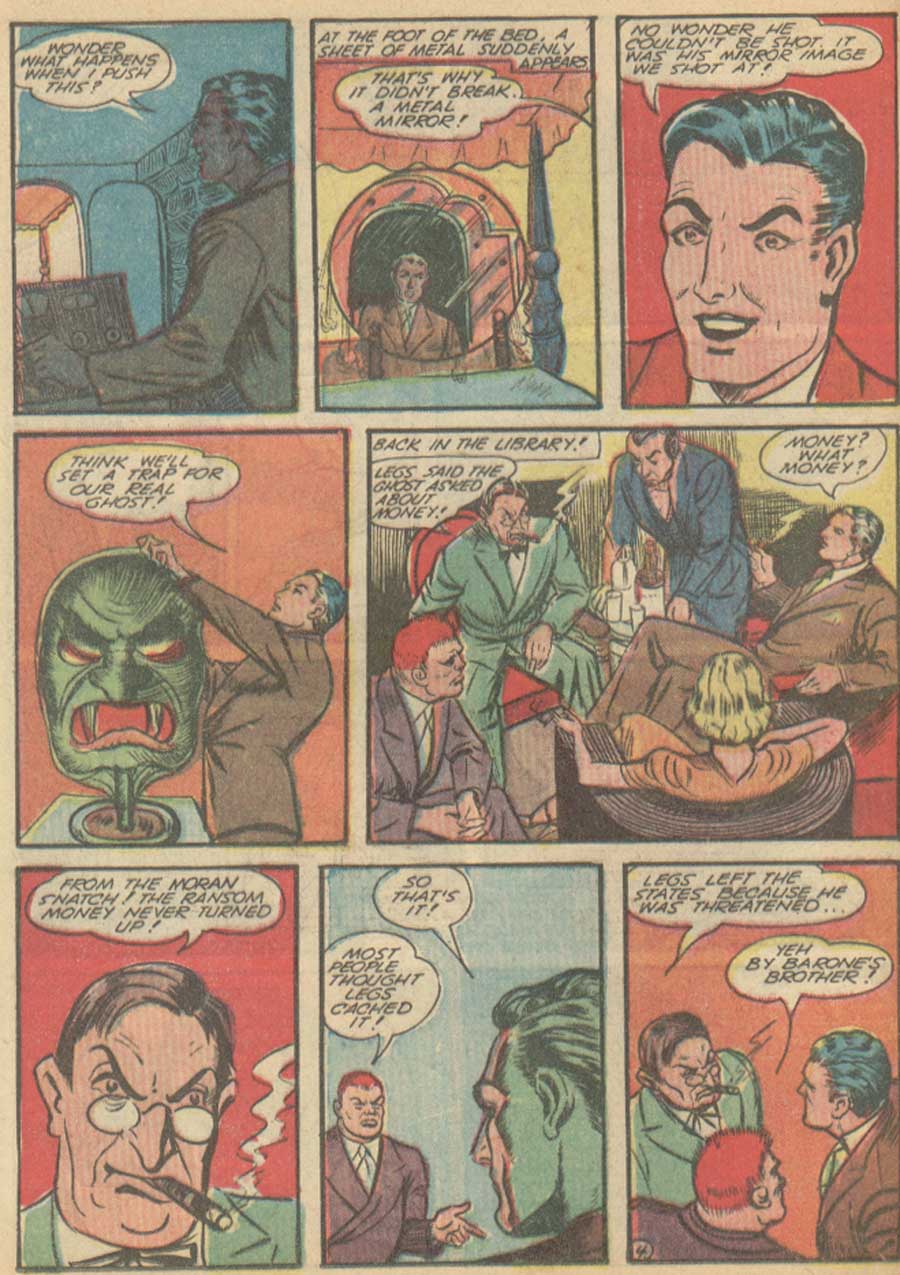 WONDER
WHAT HAPPENS
WHEN I PUSH
THIS?
AT THE FOOT OF THE BED, A
SHEET OF METAL SUDDENLY
APPEARS
THAT'S WHY
IT DIDN'T BREAK.
A METAL
MIRROR!
NO WONDER HE
COULDN'T BE SHOT. IT
WAS HIS MIRROR IMAGE
WE SHOT AT!
THINK WE'LL
SET A TRAP FOR
OUR REAL
GHOST!
BACK IN THE LIBRARY!
LEGS SAID THE
GHOST ASKED
ABOUT
MONEY!
MONEY?
WHAT
MONEY?
FROM THE MORAN
SNATCH! THE RANSOM
MONEY NEVER TURNED
UP!
SO
THAT'S
IT!
MOST
PEOPLE
THOUGHT
LEGS
CACHED
IT!
LEGS LEFT THE
STATES BECAUSE HE
WAS THREATENED...
YEH
BY BARONE'S
BROTHER!
4